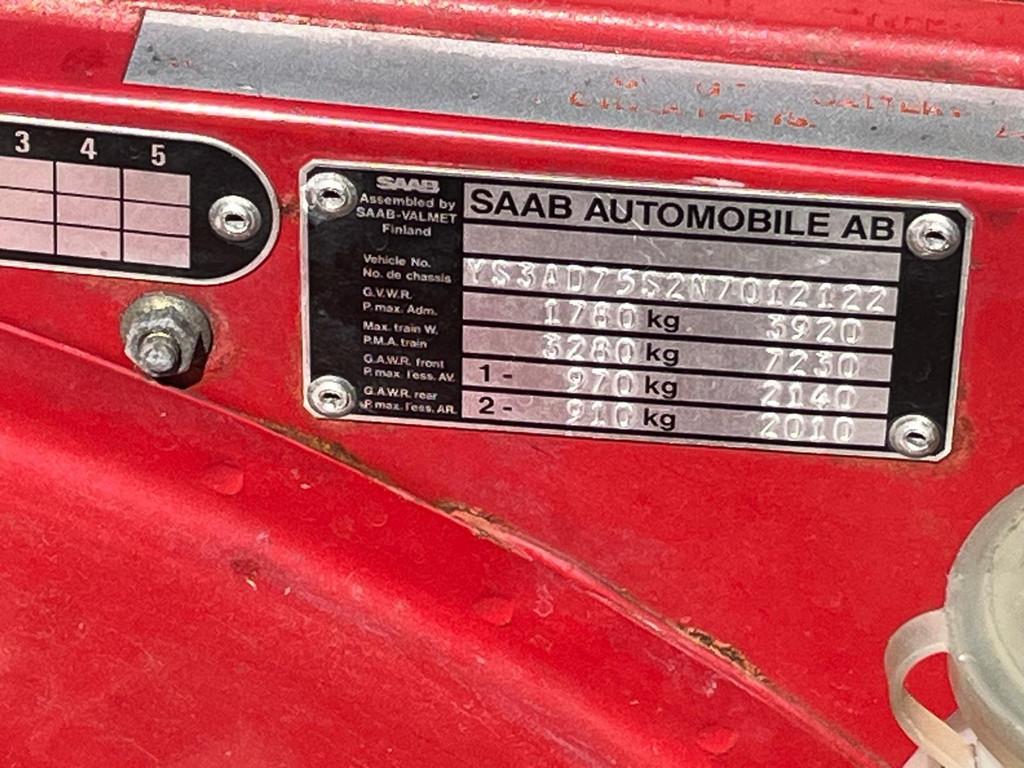 3 4 5
SAAB
Assembled by
SAAB-VALMET
Finland
SAAB AUTOMOBILE AB
Vehicle No.
No. de chassis
YS3AD75S2N7012122
G.V.W.R.
P.max. Adm.
1780 kg 3920
Max. train W.
P.M.A. train
3280 kg 7230
G.A.W.R. front
P.max. l'ess. AV.
1 - 970 kg 2140
G.A.W.R. rear
P.max. l'ess. AR.
2 - 910 kg 2010